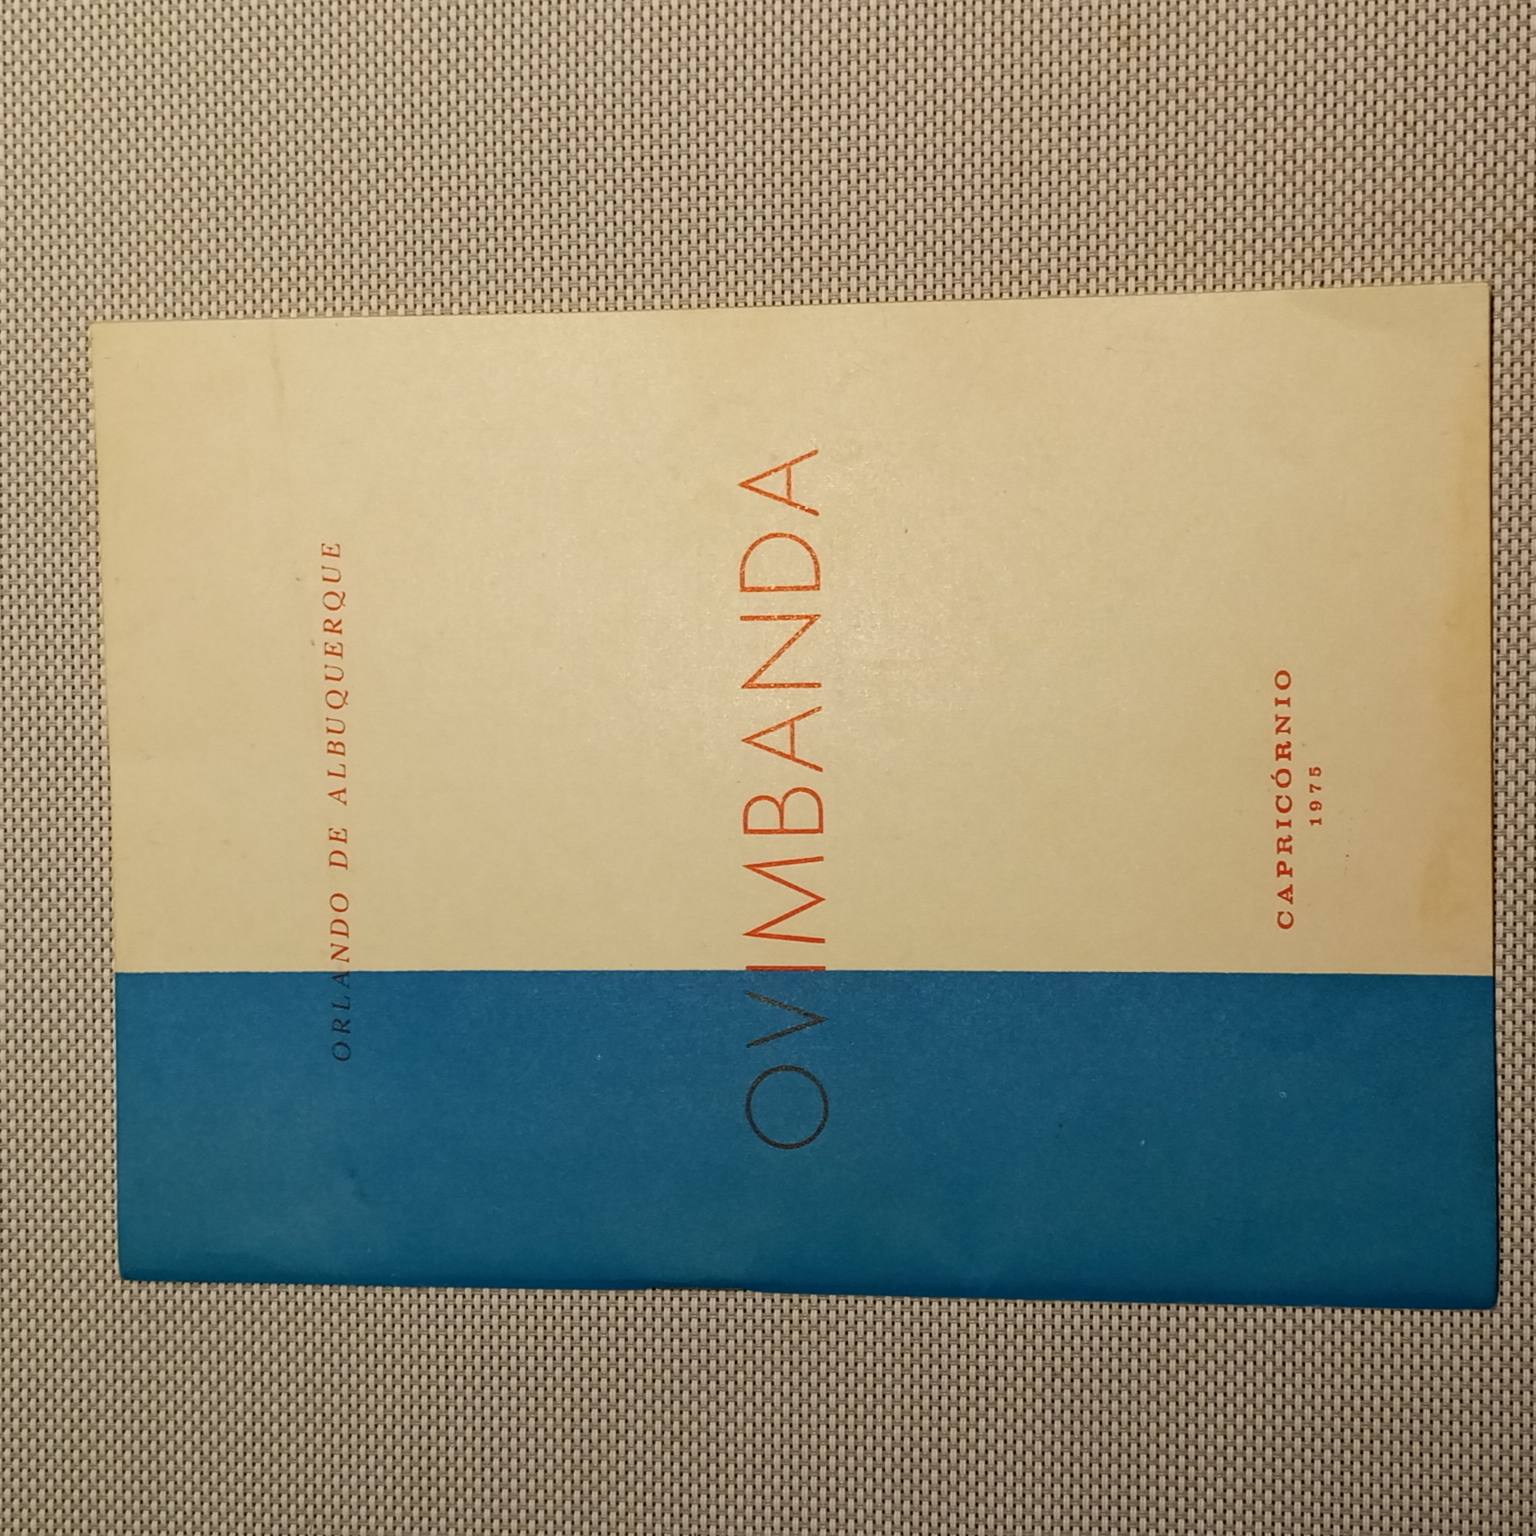 ORLANDO DE ALBUQUERQUE
OVIMBANDA
CAPRICÓRNIO
1975